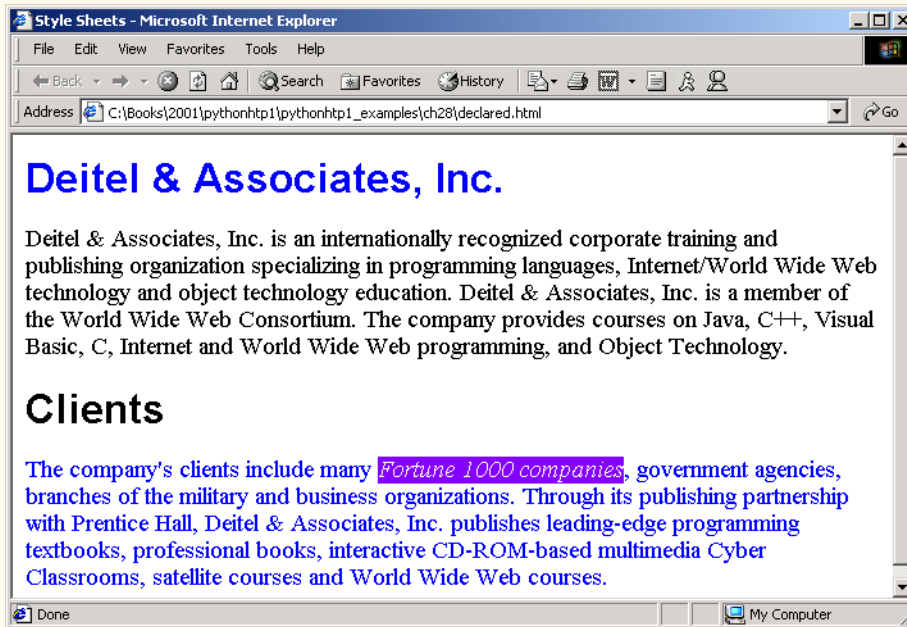 Style Sheets - Microsoft Internet Explorer
File Edit View Favorites Tools Help
Back Search Favorites History
Address C:\Books\2001\pythonhtp1\pythonhtp1_examples\ch28\declared.html Go
Deitel & Associates, Inc.
Deitel & Associates, Inc. is an internationally recognized corporate training and
publishing organization specializing in programming languages, Internet/World Wide Web
technology and object technology education. Deitel & Associates, Inc. is a member of
the World Wide Web Consortium. The company provides courses on Java, C++, Visual
Basic, C, Internet and World Wide Web programming, and Object Technology.
Clients
The company's clients include many Fortune 1000 companies, government agencies,
branches of the military and business organizations. Through its publishing partnership
with Prentice Hall, Deitel & Associates, Inc. publishes leading-edge programming
textbooks, professional books, interactive CD-ROM-based multimedia Cyber
Classrooms, satellite courses and World Wide Web courses.
Done My Computer